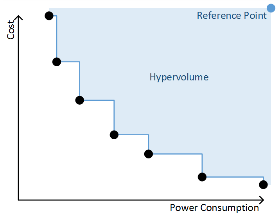 Reference Point
Cost
Hypervolume
Power Consumption